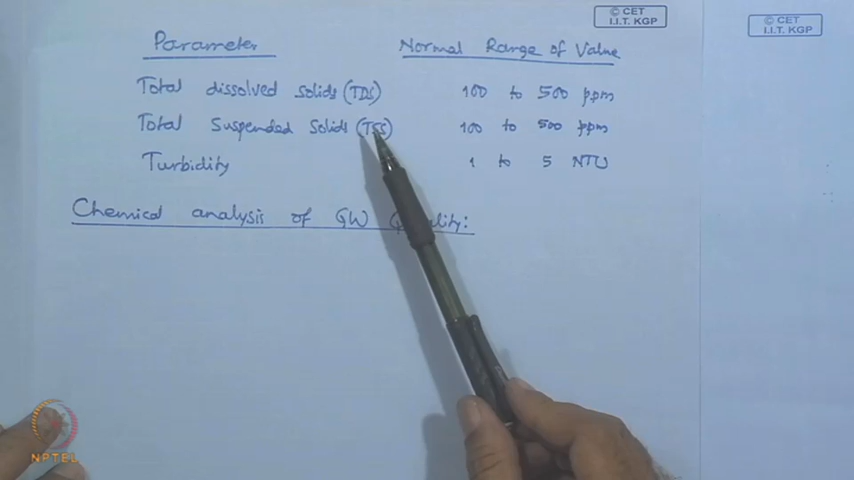 © CET
I.I.T. KGP
© CET
I.I.T. KGP
Parameter Normal Range of Value
Total dissolved solids (TDS) 100 to 500 ppm
Total Suspended Solids (TSS) 100 to 500 ppm
Turbidity 1 to 5 NTU
Chemical analysis of GW
NPTEL